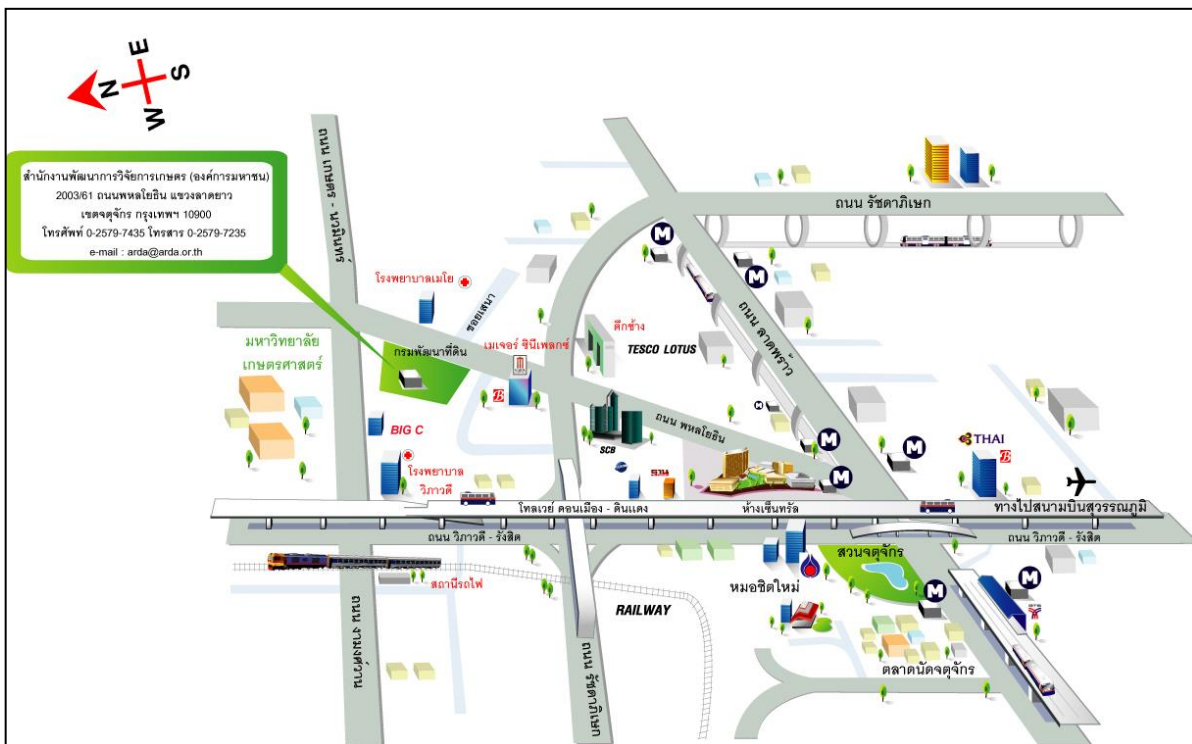 E
N
S
W
สำนักงานพัฒนาการวิจัยการเกษตร (องค์การมหาชน)
2003/61 ถนนพหลโยธิน แขวงลาดยาว
เขตจตุจักร กรุงเทพฯ 10900
โทรศัพท์ 0-2579-7435 โทรสาร 0-2579-7235
e-mail : arda@arda.or.th
ถนน เกษตร - นวมินทร์
ถนน รัชดาภิเษก
M
M
โรงพยาบาลเมโย
ซอยเสนา
ถนน ลาดพร้าว
มหาวิทยาลัย
เกษตรศาสตร์
กรมพัฒนาที่ดิน
เมเจอร์ ซีนีเพลกซ์
ตึกช้าง
TESCO LOTUS
B
M
ถนน พหลโยธิน
BIG C
SCB
M
M
THAI
B
โรงพยาบาล
วิภาวดี
M
โทลเวย์ ดอนเมือง - ดินแดง
ห้างเซ็นทรัล
ทางไปสนามบินสุวรรณภูมิ
ถนน วิภาวดี - รังสิต
ถนน วิภาวดี - รังสิต
สวนจตุจักร
สถานีรถไฟ
หมอชิตใหม่
M
M
RAILWAY
ถนน งามวงศ์วาน
ถนน รัชดาภิเษก
ตลาดนัดจตุจักร